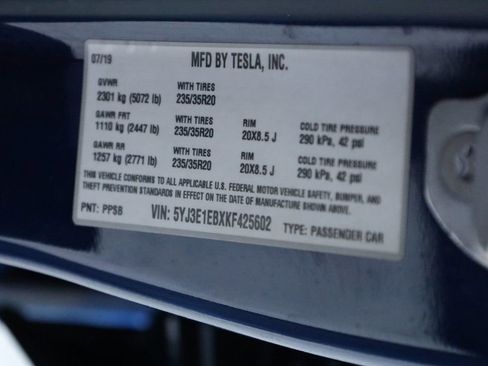 07/19 MFD BY TESLA, INC.
GVWR WITH TIRES
2301 kg (5072 lb) 235/35R20
GAWR FRT WITH TIRES RIM COLD TIRE PRESSURE
1110 kg (2447 lb) 235/35R20 20X8.5 J 290 kPa, 42 psi
GAWR RR WITH TIRES RIM COLD TIRE PRESSURE
1257 kg (2771 lb) 235/35R20 20X8.5 J 290 kPa, 42 psi
THIS VEHICLE CONFORMS TO ALL APPLICABLE U.S. FEDERAL MOTOR VEHICLE SAFETY, BUMPER, AND
THEFT PREVENTION STANDARDS IN EFFECT ON THE DATE OF MANUFACTURE SHOWN ABOVE.
PNT: PPSB VIN: 5YJ3E1EBXKF425602 TYPE: PASSENGER CAR